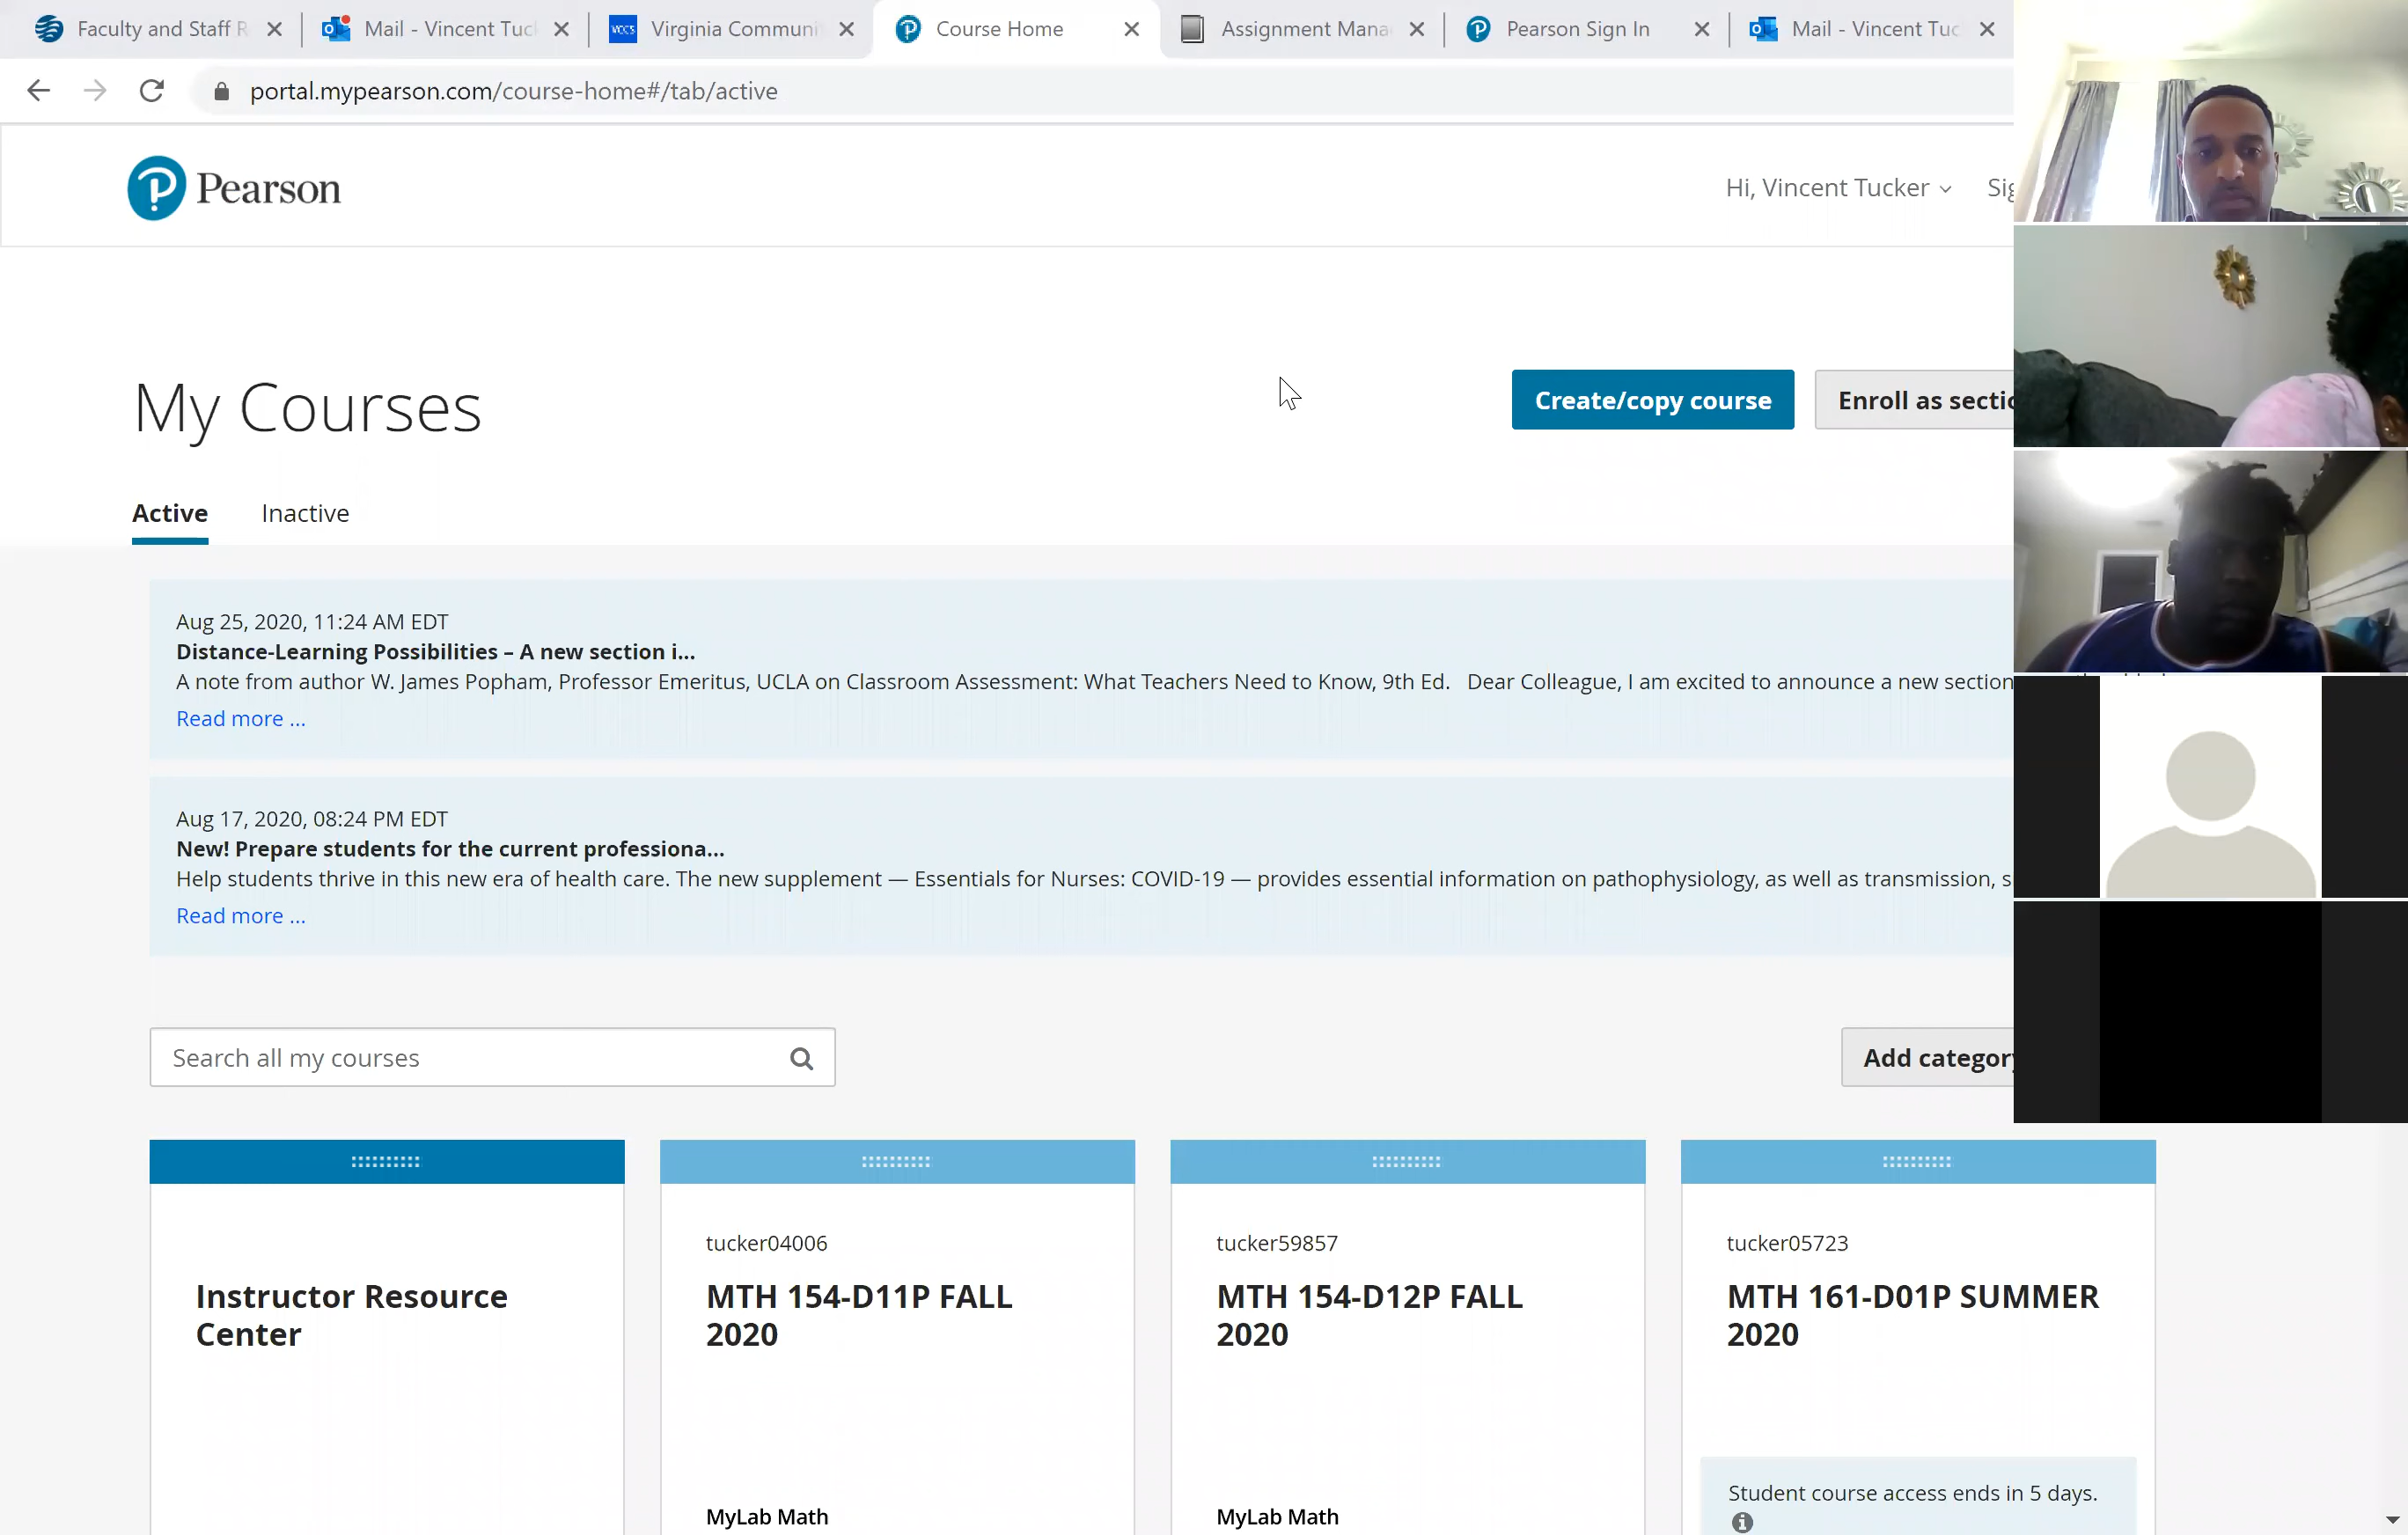 Faculty and Staff R
Mail - Vincent Tuc
Virginia Communi
Course Home
Assignment Mana
Pearson Sign In
Mail - Vincent Tuc
portal.mypearson.com/course-home#/tab/active
Pearson
Hi, Vincent Tucker
Sig
My Courses
Create/copy course
Enroll as sectio
Active
Inactive
Aug 25, 2020, 11:24 AM EDT
Distance-Learning Possibilities – A new section i...
A note from author W. James Popham, Professor Emeritus, UCLA on Classroom Assessment: What Teachers Need to Know, 9th Ed. Dear Colleague, I am excited to announce a new section
Read more ...
Aug 17, 2020, 08:24 PM EDT
New! Prepare students for the current professiona...
Help students thrive in this new era of health care. The new supplement — Essentials for Nurses: COVID-19 — provides essential information on pathophysiology, as well as transmission, s
Read more ...
Search all my courses
Add category
Instructor Resource
Center
tucker04006
MTH 154-D11P FALL
2020
MyLab Math
tucker59857
MTH 154-D12P FALL
2020
MyLab Math
tucker05723
MTH 161-D01P SUMMER
2020
Student course access ends in 5 days.